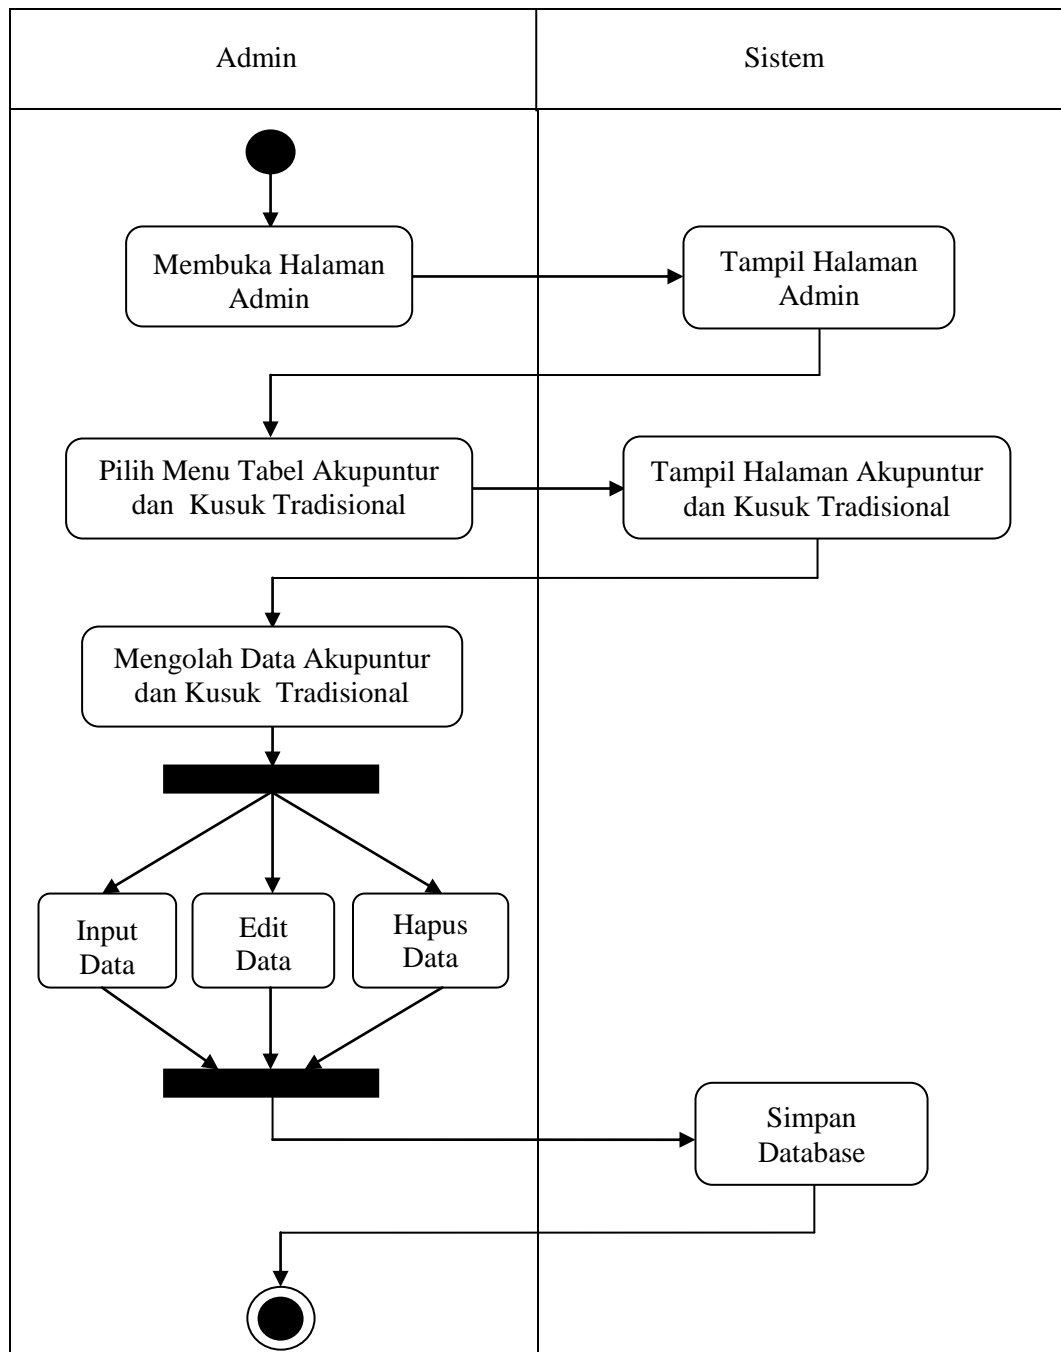 Admin
Sistem
Membuka Halaman
Admin
Tampil Halaman
Admin
Pilih Menu Tabel Akupuntur
dan  Kusuk Tradisional
Tampil Halaman Akupuntur
dan Kusuk Tradisional
Mengolah Data Akupuntur
dan Kusuk  Tradisional
Input
Data
Edit
Data
Hapus
Data
Simpan
Database